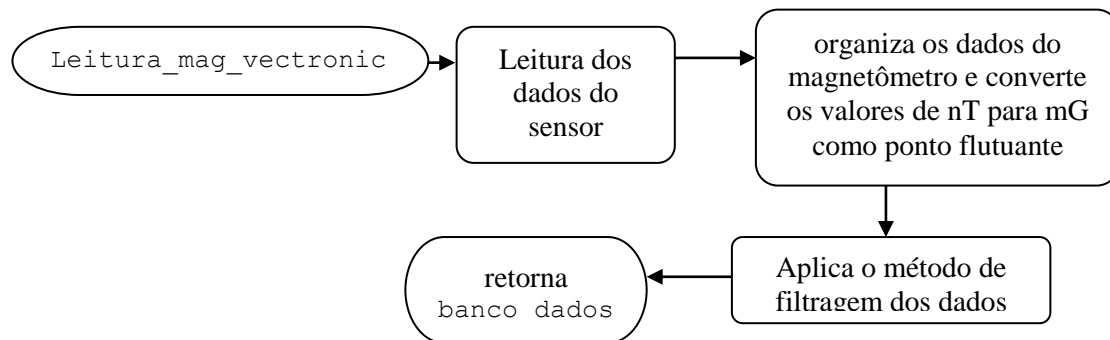 Leitura_mag_vectronic
Leitura dos
dados do
sensor
organiza os dados do
magnetômetro e converte
os valores de nT para mG
como ponto flutuante
Aplica o método de
filtragem dos dados
retorna
banco dados